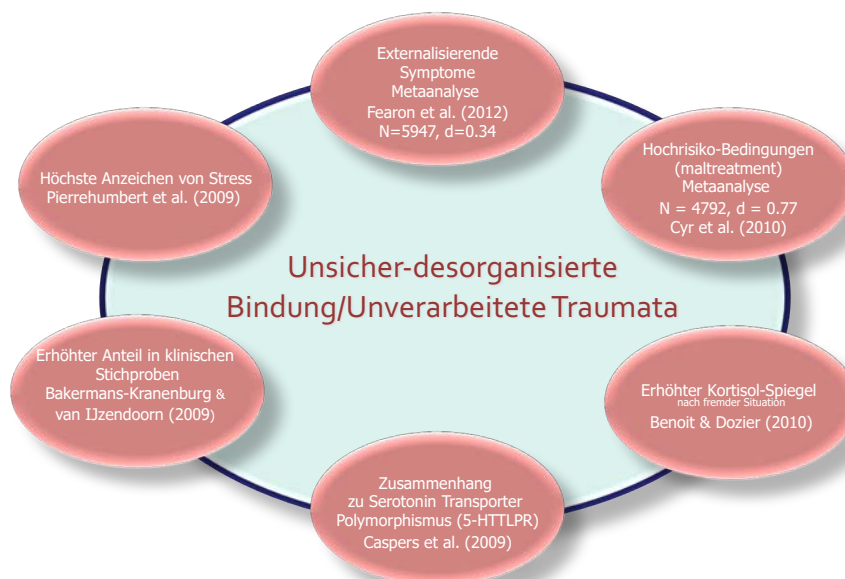 Externalisierende
Symptome
Metaanalyse
Fearon et al. (2012)
N=5947, d=0.34
Hochrisiko-Bedingungen
(maltreatment)
Metaanalyse
N = 4792, d = 0.77
Cyr et al. (2010)
Höchste Anzeichen von Stress
Pierrehumbert et al. (2009)
Unsicher-desorganisierte
Bindung/Unverarbeitete Traumata
Erhöhter Anteil in klinischen
Stichproben
Bakermans-Kranenburg &
van IJzendoorn (2009)
Erhöhter Kortisol-Spiegel
nach fremder Situation
Benoit & Dozier (2010)
Zusammenhang
zu Serotonin Transporter
Polymorphismus (5-HTTLPR)
Caspers et al. (2009)